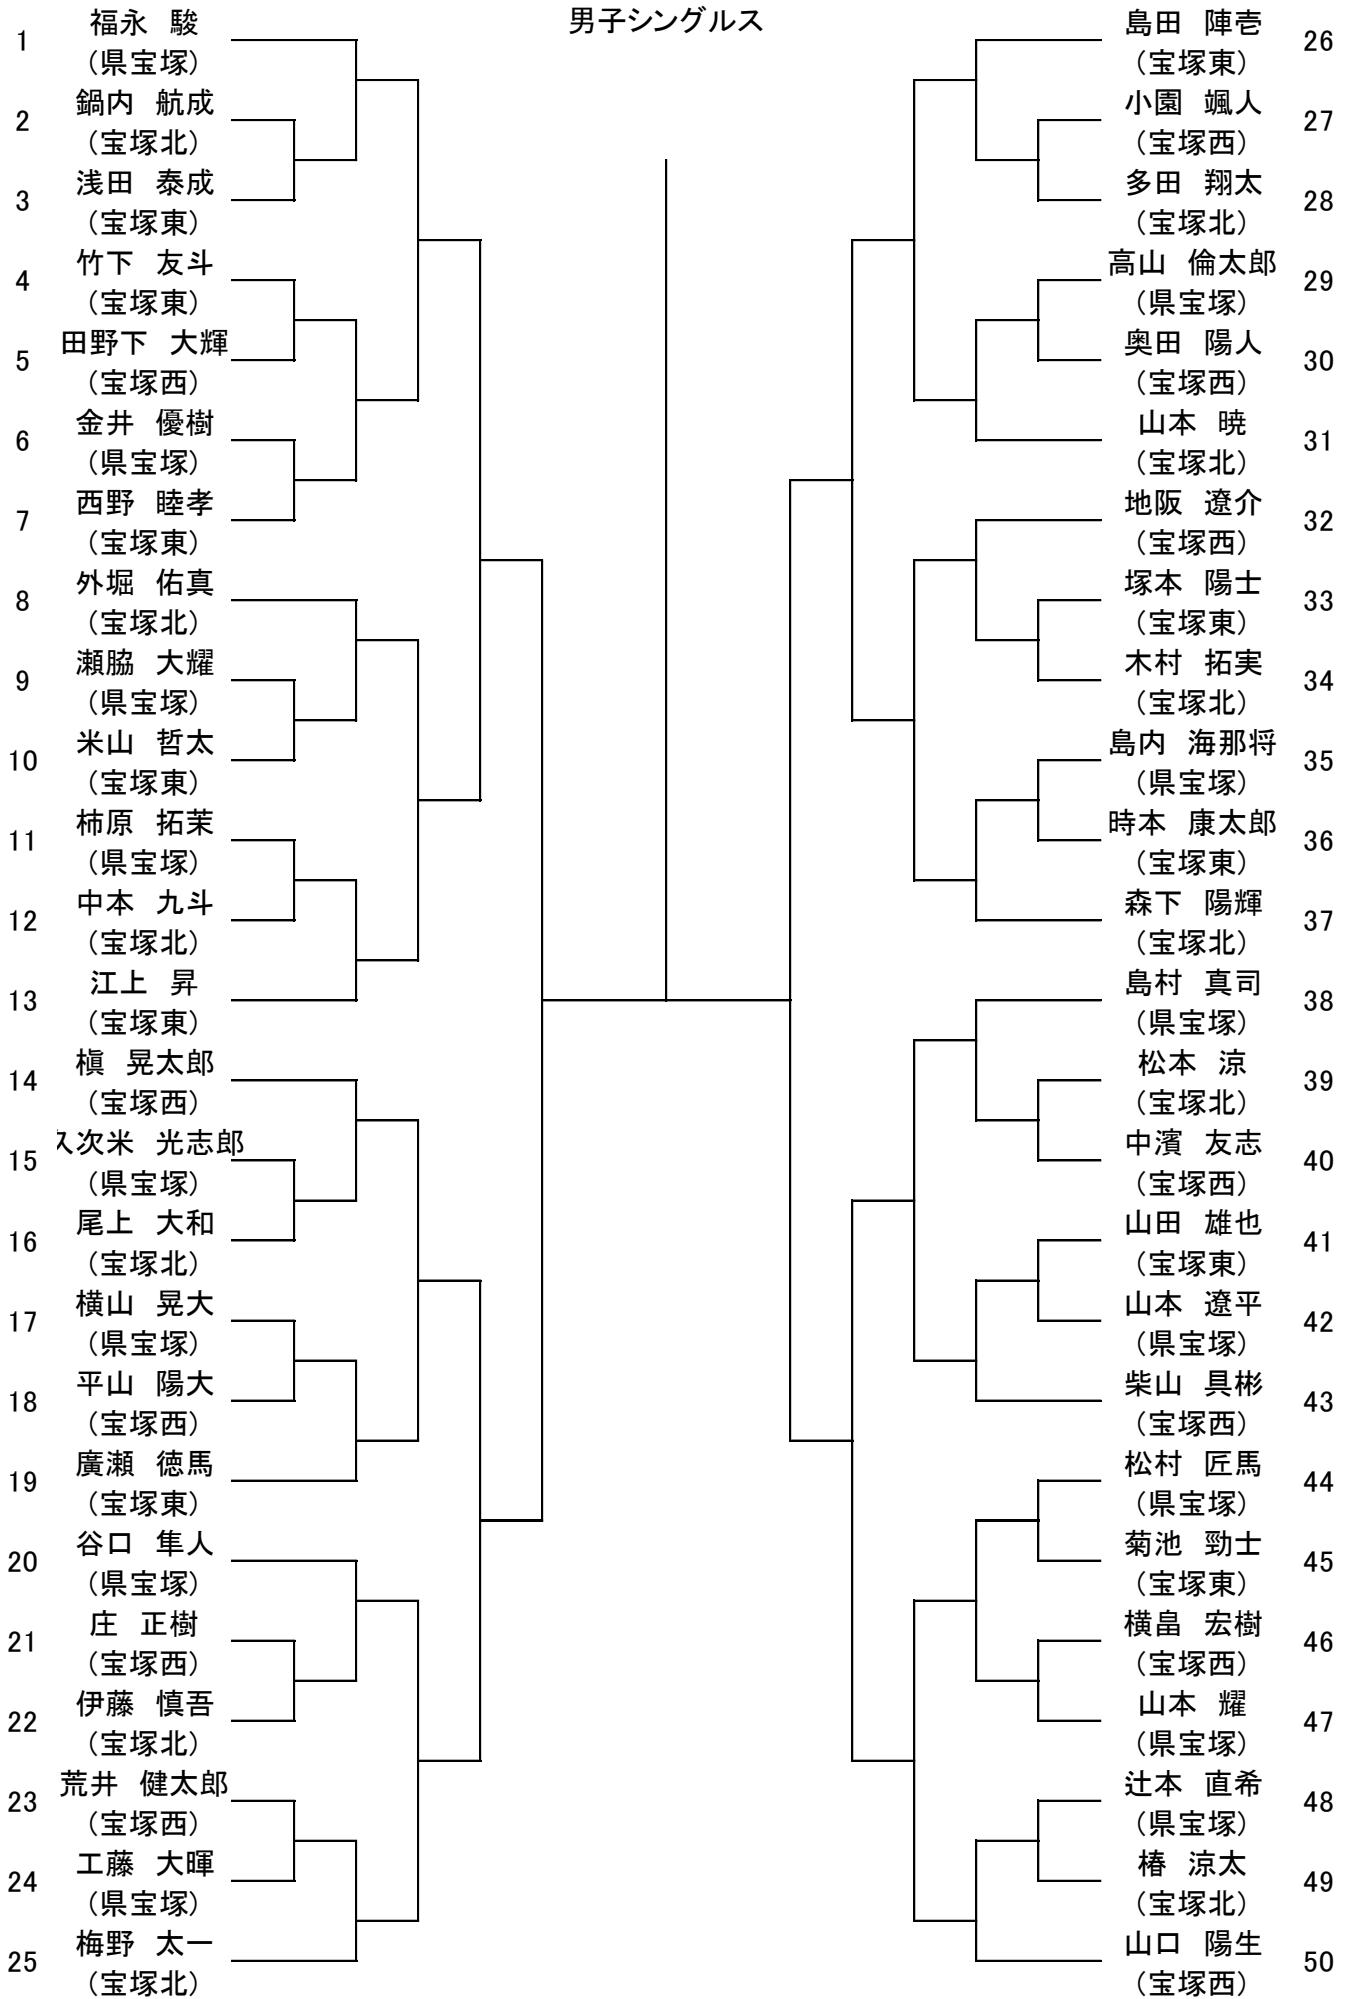 男子シングルス
1 福永 駿
（県宝塚）
2 鍋内 航成
（宝塚北）
3 浅田 泰成
（宝塚東）
4 竹下 友斗
（宝塚東）
5 田野下 大輝
（宝塚西）
6 金井 優樹
（県宝塚）
7 西野 睦孝
（宝塚東）
8 外堀 佑真
（宝塚北）
9 瀬脇 大耀
（県宝塚）
10 米山 哲太
（宝塚東）
11 柿原 拓茉
（県宝塚）
12 中本 九斗
（宝塚北）
13 江上 昇
（宝塚東）
14 槇 晃太郎
（宝塚西）
15 久次米 光志郎
（県宝塚）
16 尾上 大和
（宝塚北）
17 横山 晃大
（県宝塚）
18 平山 陽大
（宝塚西）
19 廣瀬 徳馬
（宝塚東）
20 谷口 隼人
（県宝塚）
21 庄 正樹
（宝塚西）
22 伊藤 慎吾
（宝塚北）
23 荒井 健太郎
（宝塚西）
24 工藤 大暉
（県宝塚）
25 梅野 太一
（宝塚北）
島田 陣壱 26
（宝塚東）
小園 颯人 27
（宝塚西）
多田 翔太 28
（宝塚北）
高山 倫太郎 29
（県宝塚）
奥田 陽人 30
（宝塚西）
山本 暁 31
（宝塚北）
地阪 遼介 32
（宝塚西）
塚本 陽士 33
（宝塚東）
木村 拓実 34
（宝塚北）
島内 海那将 35
（県宝塚）
時本 康太郎 36
（宝塚東）
森下 陽輝 37
（宝塚北）
島村 真司 38
（県宝塚）
松本 涼 39
（宝塚北）
中濱 友志 40
（宝塚西）
山田 雄也 41
（宝塚東）
山本 遼平 42
（県宝塚）
柴山 具彬 43
（宝塚西）
松村 匠馬 44
（県宝塚）
菊池 勁士 45
（宝塚東）
横畠 宏樹 46
（宝塚西）
山本 耀 47
（県宝塚）
辻本 直希 48
（県宝塚）
椿 涼太 49
（宝塚北）
山口 陽生 50
（宝塚西）